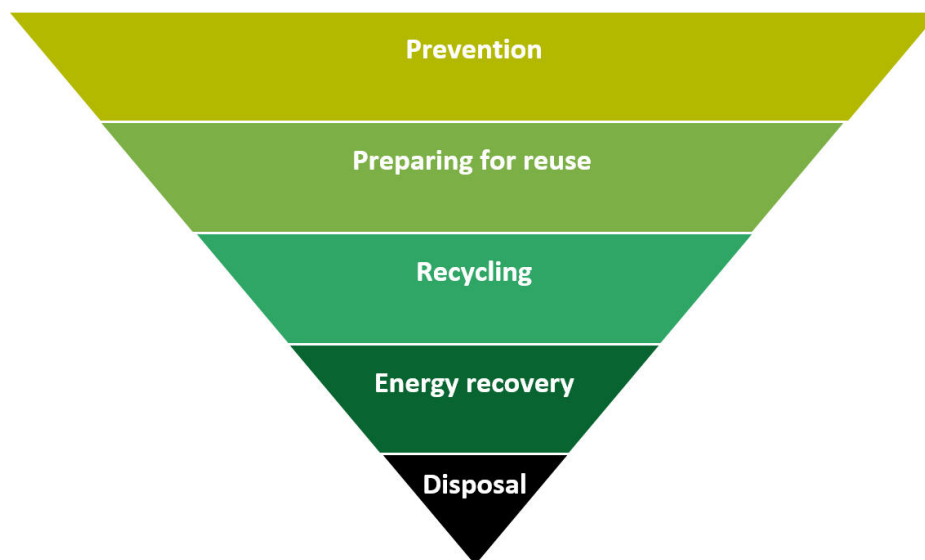 Prevention
Preparing for reuse
Recycling
Energy recovery
Disposal